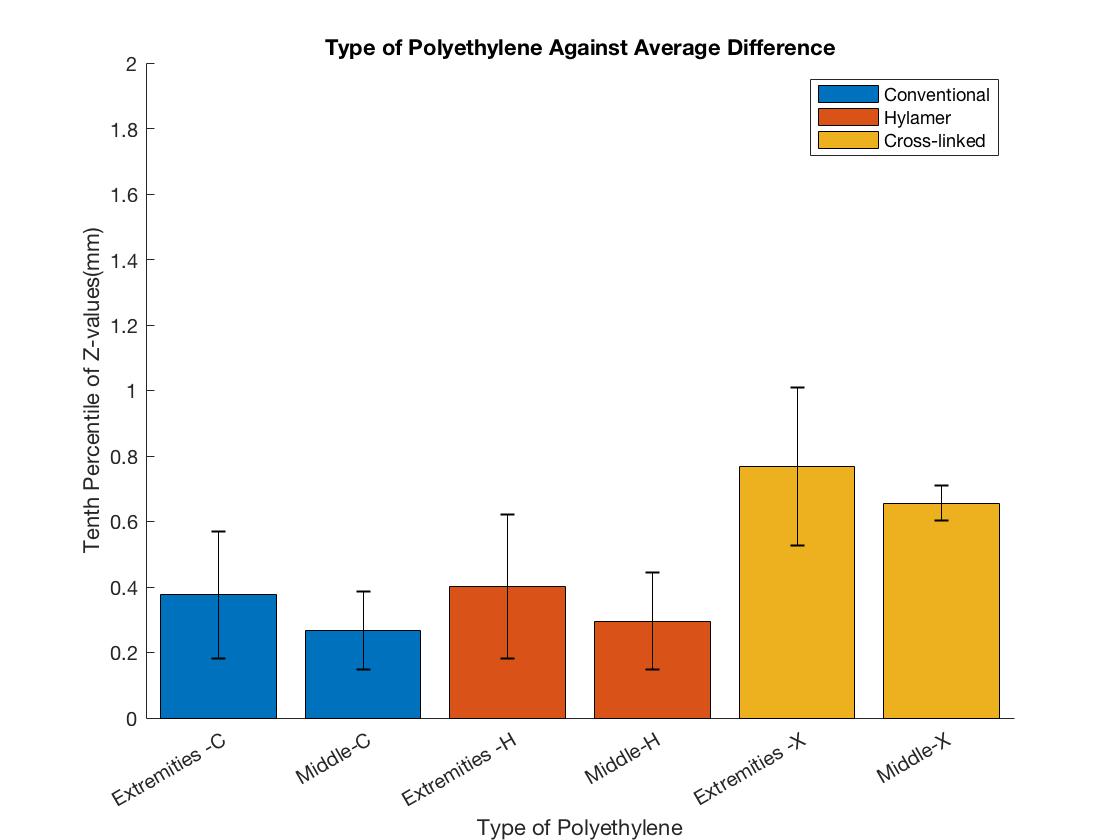 Type of Polyethylene Against Average Difference
Conventional
Hylamer
Cross-linked
Tenth Percentile of Z-values(mm)
2
1.8
1.6
1.4
1.2
1
0.8
0.6
0.4
0.2
0
Extremities -C
Middle-C
Extremities -H
Middle-H
Extremities -X
Middle-X
Type of Polyethylene